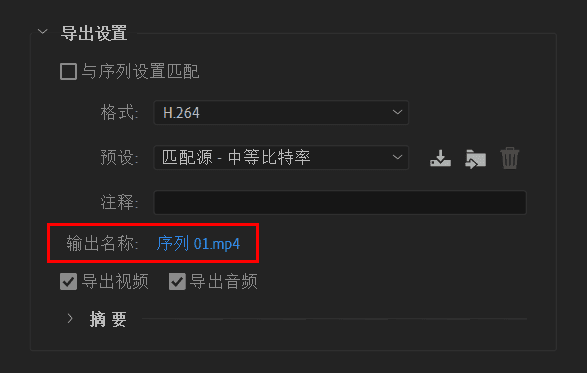 导出设置
与序列设置匹配
格式: H.264
预设: 匹配源 - 中等比特率
注释:
输出名称: 序列 01.mp4
导出视频 导出音频
摘要